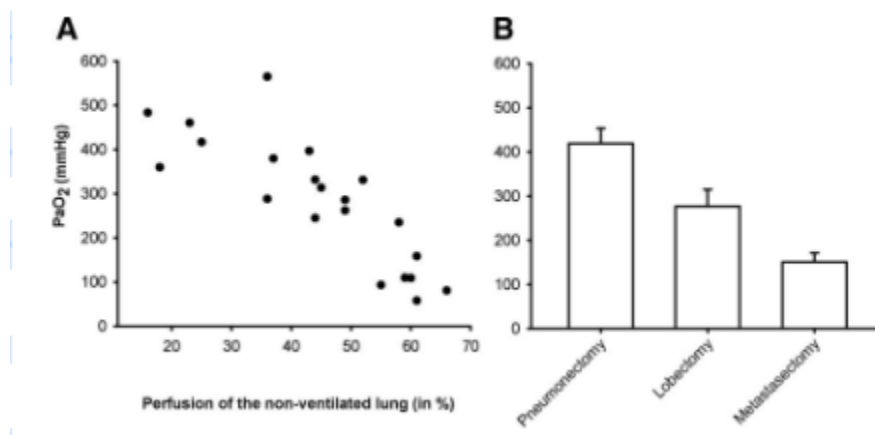 A
600
500
400
300
200
100
0
PaO2 (mmHg)
20 30 40 50 60 70
Perfusion of the non-ventilated lung (in %)
B
600
500
400
300
200
100
0
Pneumonectomy
Lobectomy
Metastasectomy